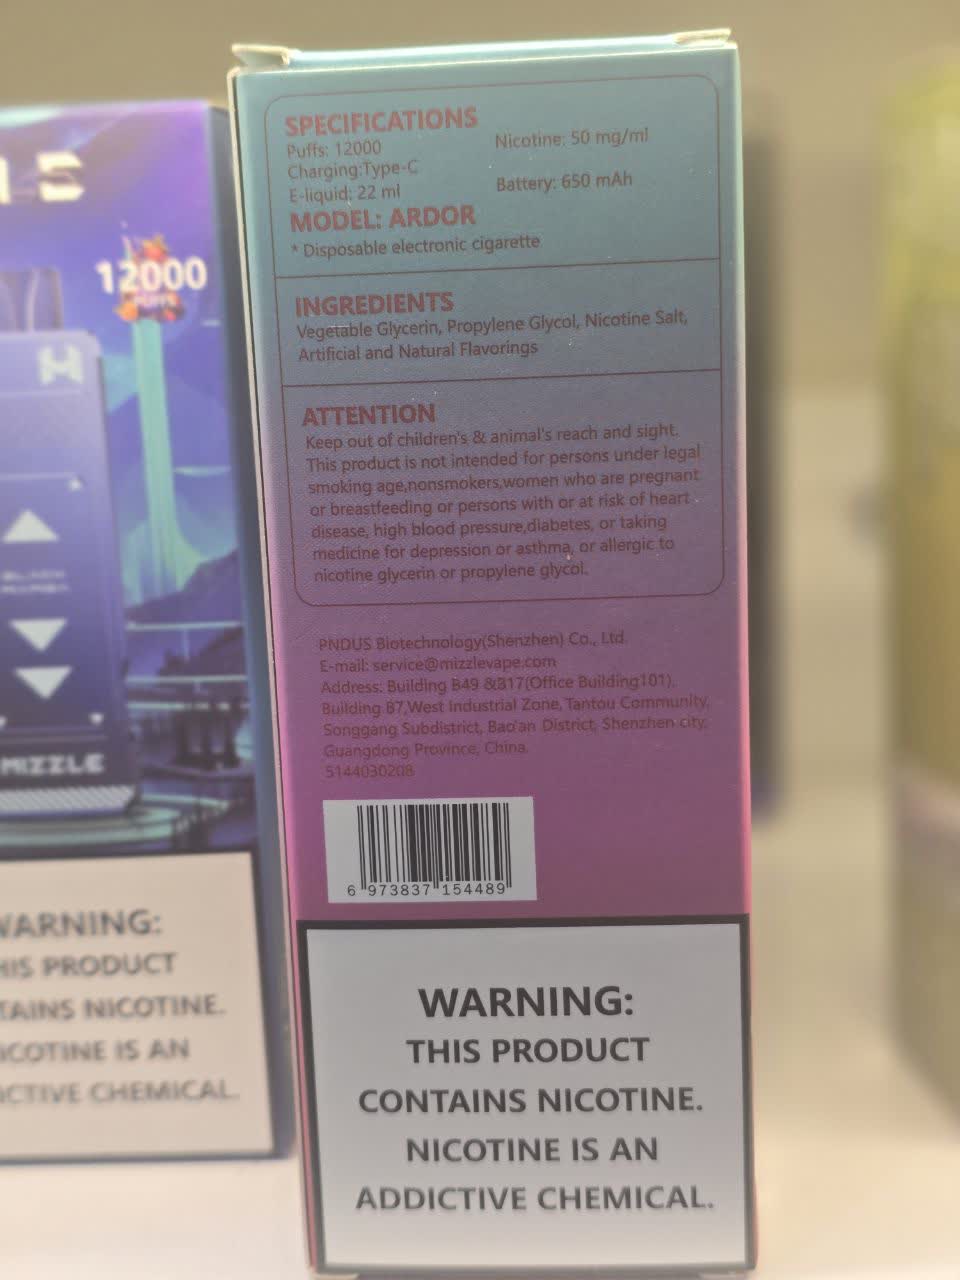 SPECIFICATIONS
Puffs: 12000
Nicotine: 50 mg/ml
Charging:Type-C
E-liquid: 22 ml
Battery: 650 mAh
MODEL: ARDOR
* Disposable electronic cigarette
INGREDIENTS
Vegetable Glycerin, Propylene Glycol, Nicotine Salt,
Artificial and Natural Flavorings
ATTENTION
Keep out of children's & animal's reach and sight.
This product is not intended for persons under legal
smoking age,nonsmokers,women who are pregnant
or breastfeeding or persons with or at risk of heart
disease, high blood pressure,diabetes, or taking
medicine for depression or asthma, or allergic to
nicotine glycerin or propylene glycol.
PNDUS Biotechnology(Shenzhen) Co., Ltd.
E-mail: service@mizzlevape.com
Address: Building B49 &B17(Office Building101),
Building B7,West Industrial Zone, Tantou Community,
Songgang Subdistrict, Bao'an District, Shenzhen city,
Guangdong Province, China.
5144030208
6 973837 154489
WARNING:
THIS PRODUCT
CONTAINS NICOTINE.
NICOTINE IS AN
ADDICTIVE CHEMICAL.
12000
PUFFS
MIZZLE
WARNING:
HIS PRODUCT
TAINS NICOTINE.
ICOTINE IS AN
ICTIVE CHEMICAL.